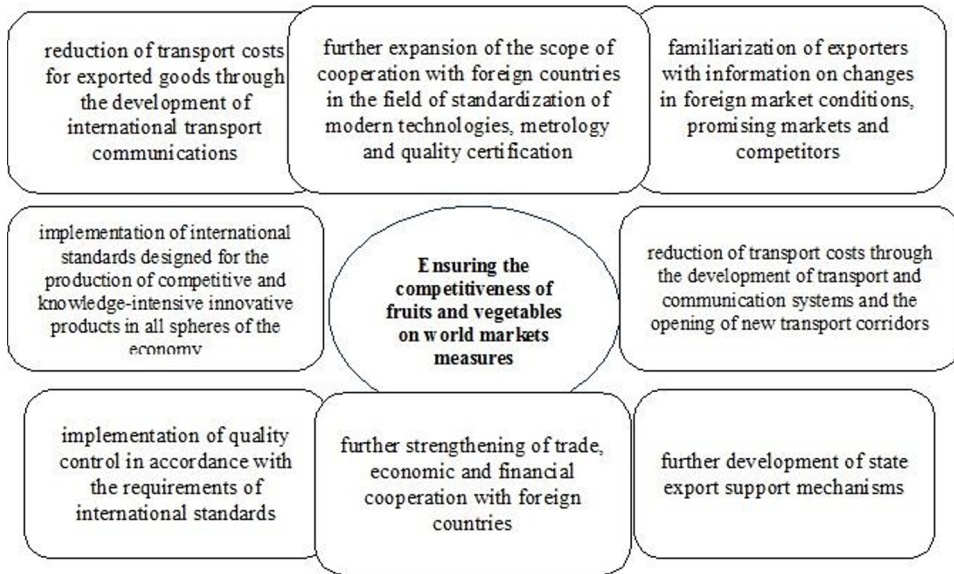 reduction of transport costs
for exported goods through
the development of
international transport
communications
further expansion of the scope of
cooperation with foreign countries
in the field of standardization of
modern technologies, metrology
and quality certification
familiarization of exporters
with information on changes
in foreign market conditions,
promising markets and
competitors
implementation of international
standards designed for the
production of competitive and
knowledge-intensive innovative
products in all spheres of the
economy
Ensuring the
competitiveness of
fruits and vegetables
on world markets
measures
reduction of transport costs through
the development of transport and
communication systems and the
opening of new transport corridors
implementation of quality
control in accordance with
the requirements of
international standards
further strengthening of trade,
economic and financial
cooperation with foreign
countries
further development of state
export support mechanisms